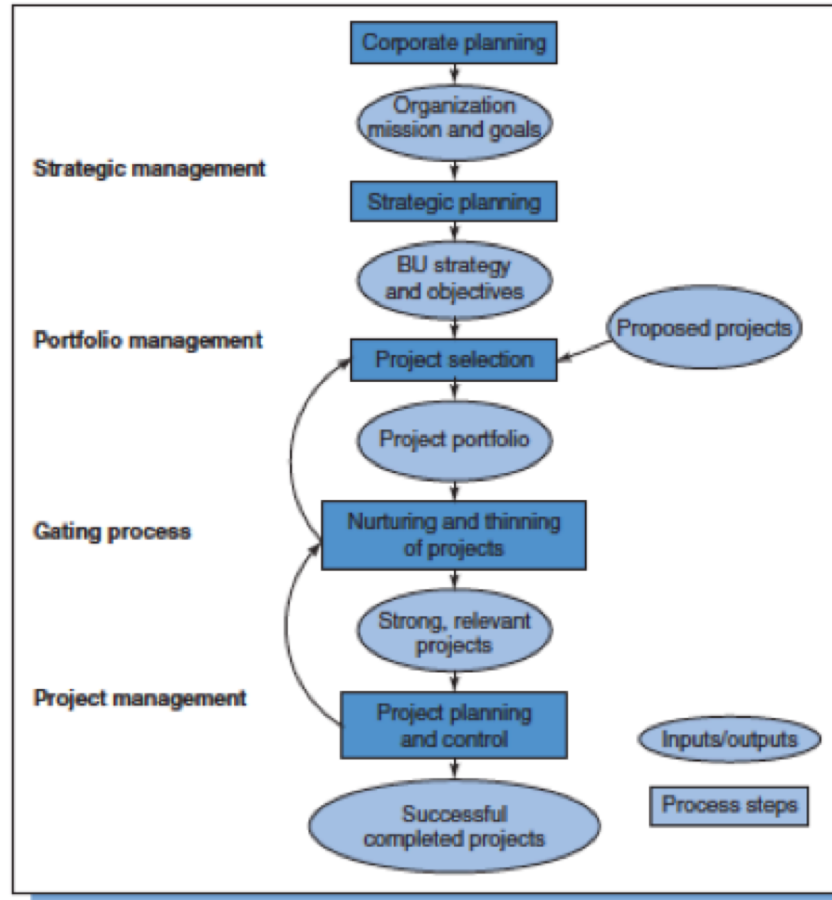 Corporate planning
Organization
mission and goals
Strategic management
Strategic planning
BU strategy
and objectives
Proposed projects
Portfolio management
Project selection
Project portfolio
Gating process
Nurturing and thinning
of projects
Strong, relevant
projects
Project management
Project planning
and control
Inputs/outputs
Successful
completed projects
Process steps